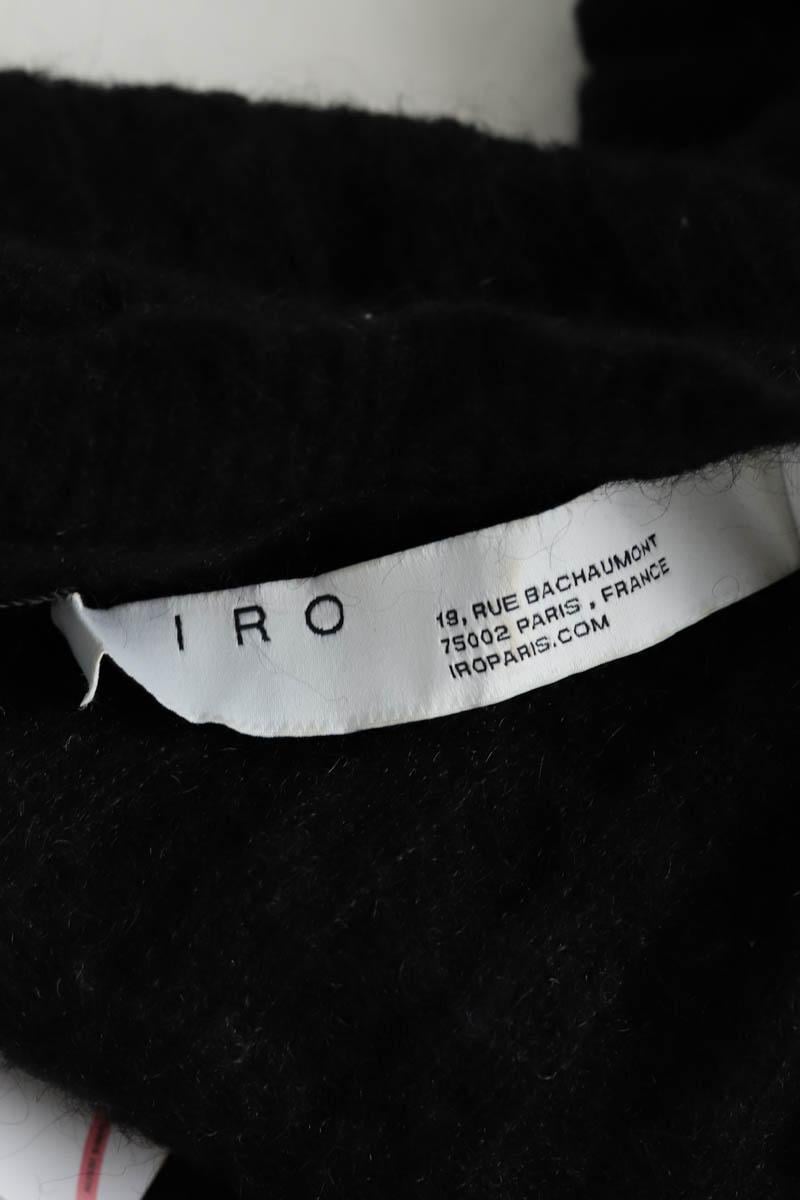 IRO
19, RUE BACHAUMONT
75002 PARIS, FRANCE
IROPARIS.COM